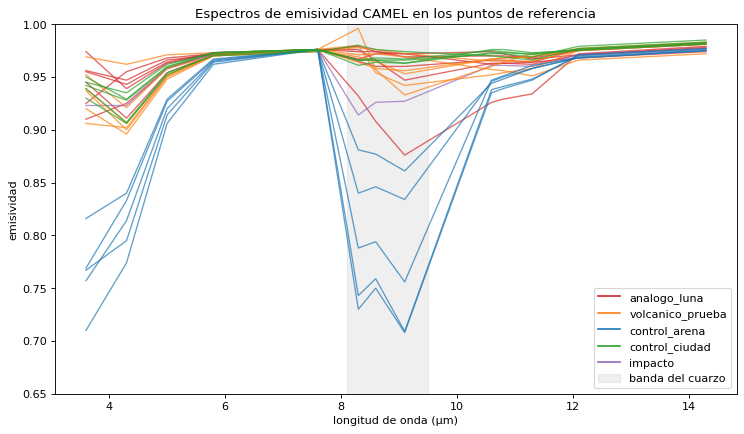 Espectros de emisividad CAMEL en los puntos de referencia
1.00
0.95
0.90
0.85
0.80
0.75
0.70
0.65
emisividad
4
6
8
10
12
14
longitud de onda (μm)
analogo_luna
volcanico_prueba
control_arena
control_ciudad
impacto
banda del cuarzo